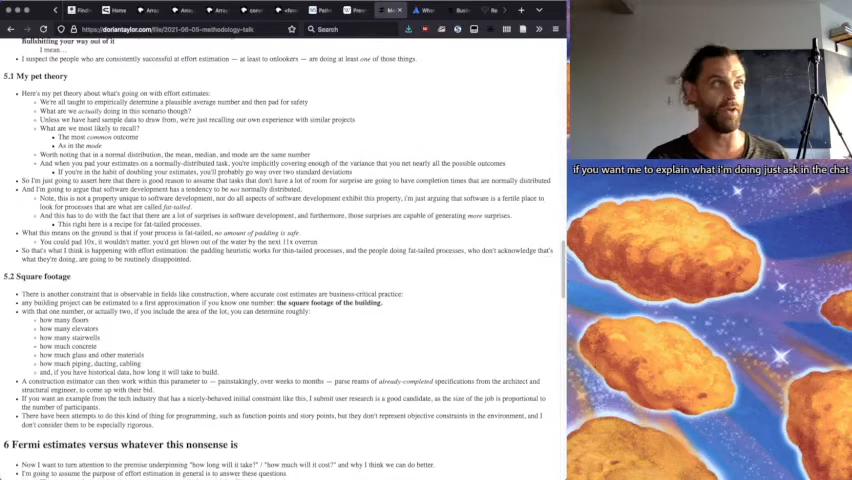 Home
https://doriantaylor.com/file/2021-06-05-methodology-talk
Search
Bullshitting your way out of it
I mean…
I suspect the people who are consistently successful at effort estimation — at least to onlookers — are doing at least one of those things.
5.1 My pet theory
Here's my pet theory about what's going on with effort estimates:
We're all taught to empirically determine a plausible average number and then pad for safety
What are we actually doing in this scenario though?
Unless we have hard sample data to draw from, we're just recalling our own experience with similar projects
What are we most likely to recall?
The most common outcome
As in the mode
Worth noting that in a normal distribution, the mean, median, and mode are the same number
And when you pad your estimates on a normally-distributed task, you're implicitly covering enough of the variance that you net nearly all the possible outcomes
If you're in the habit of doubling your estimates, you'll probably go way over two standard deviations
So I'm just going to assert here that there is good reason to assume that tasks that don't have a lot of room for surprise are going to have completion times that are normally distributed
And I'm going to argue that software development has a tendency to be not normally distributed.
Note, this is not a property unique to software development, nor do all aspects of software development exhibit this property, i'm just arguing that software is a fertile place to
look for processes that are what are called fat-tailed.
And this has to do with the fact that there are a lot of surprises in software development, and furthermore, those surprises are capable of generating more surprises.
This right here is a recipe for fat-tailed processes.
What this means on the ground is that if your process is fat-tailed, no amount of padding is safe.
You could pad 10x, it wouldn't matter. you'd get blown out of the water by the next 11x overrun
So that's what I think is happening with effort estimation: the padding heuristic works for thin-tailed processes, and the people doing fat-tailed processes, who don't acknowledge that's
what they're doing, are going to be routinely disappointed.
5.2 Square footage
There is another constraint that is observable in fields like construction, where accurate cost estimates are business-critical practice:
any building project can be estimated to a first approximation if you know one number: the square footage of the building.
with that one number, or actually two, if you include the area of the lot, you can determine roughly:
how many floors
how many elevators
how many stairwells
how much concrete
how much glass and other materials
how much piping, ducting, cabling
and, if you have historical data, how long it will take to build.
A construction estimator can then work within this parameter to — painstakingly, over weeks to months — parse reams of already-completed specifications from the architect and
structural engineer, to come up with their bid.
If you want an example from the tech industry that has a nicely-behaved initial constraint like this, I submit user research is a good candidate, as the size of the job is proportional to
the number of participants.
There have been attempts to do this kind of thing for programming, such as function points and story points, but they don't represent objective constraints in the environment, and I
don't consider them to be especially rigorous.
6 Fermi estimates versus whatever this nonsense is
Now I want to turn attention to the premise underpinning "how long will it take?" / "how much will it cost?" and why I think we can do better.
I'm going to assume the purpose of effort estimation in general is to answer these questions.
if you want me to explain what i'm doing just ask in the chat